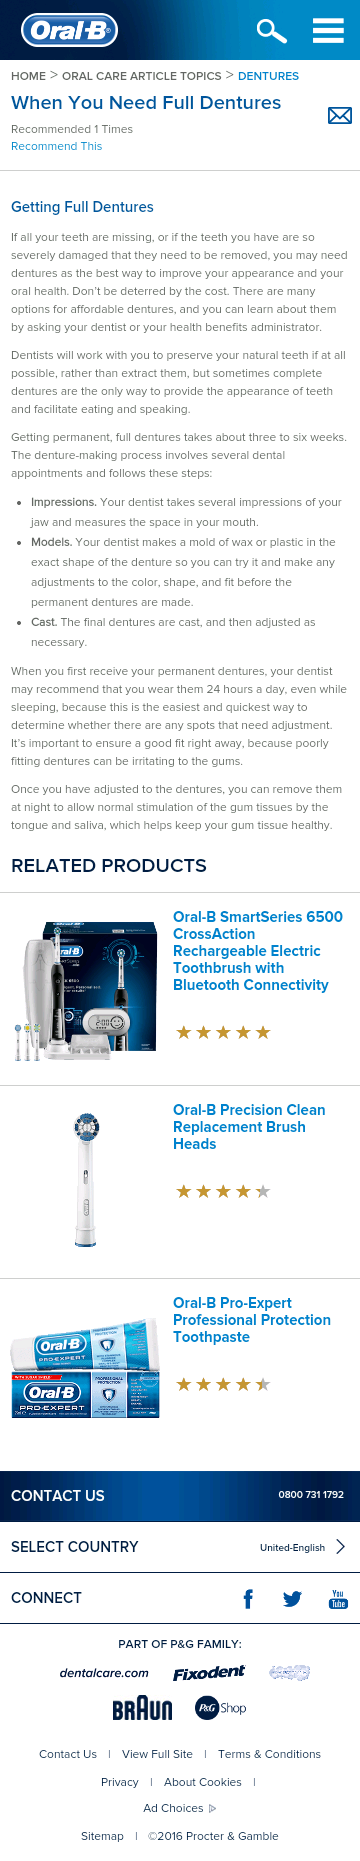 Oral-B
HOME > ORAL CARE ARTICLE TOPICS > DENTURES
When You Need Full Dentures
Recommended 1 Times
Recommend This
Getting Full Dentures
If all your teeth are missing, or if the teeth you have are so
severely damaged that they need to be removed, you may need
dentures as the best way to improve your appearance and your
oral health. Don’t be deterred by the cost. There are many
options for affordable dentures, and you can learn about them
by asking your dentist or your health benefits administrator.
Dentists will work with you to preserve your natural teeth if at all
possible, rather than extract them, but sometimes complete
dentures are the only way to provide the appearance of teeth
and facilitate eating and speaking.
Getting permanent, full dentures takes about three to six weeks.
The denture-making process involves several dental
appointments and follows these steps:
• Impressions. Your dentist takes several impressions of your
jaw and measures the space in your mouth.
• Models. Your dentist makes a mold of wax or plastic in the
exact shape of the denture so you can try it and make any
adjustments to the color, shape, and fit before the
permanent dentures are made.
• Cast. The final dentures are cast, and then adjusted as
necessary.
When you first receive your permanent dentures, your dentist
may recommend that you wear them 24 hours a day, even while
sleeping, because this is the easiest and quickest way to
determine whether there are any spots that need adjustment.
It’s important to ensure a good fit right away, because poorly
fitting dentures can be irritating to the gums.
Once you have adjusted to the dentures, you can remove them
at night to allow normal stimulation of the gum tissues by the
tongue and saliva, which helps keep your gum tissue healthy.
RELATED PRODUCTS
Oral-B
Oral-B SmartSeries 6500
CrossAction
Rechargeable Electric
Toothbrush with
Bluetooth Connectivity
Oral-B Precision Clean
Replacement Brush
Heads
Oral-B
PRO-EXPERT
PROFESSIONAL
PROTECTION
Oral-B
PRO-EXPERT
Oral-B Pro-Expert
Professional Protection
Toothpaste
CONTACT US 0800 731 1792
SELECT COUNTRY United-English
CONNECT You Tube
PART OF P&G FAMILY:
dentalcare.com Fixodent
BRAUN P&G Shop
Contact Us | View Full Site | Terms & Conditions
Privacy | About Cookies |
Ad Choices
Sitemap | ©2016 Procter & Gamble